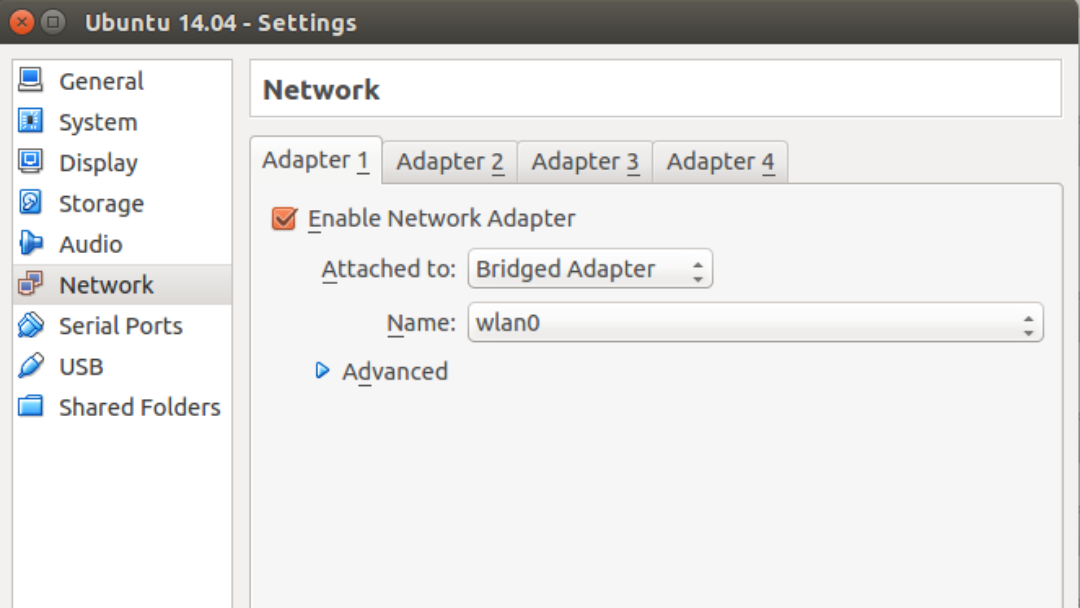 Ubuntu 14.04 - Settings
General
System
Display
Storage
Audio
Network
Serial Ports
USB
Shared Folders
Network
Adapter 1 Adapter 2 Adapter 3 Adapter 4
Enable Network Adapter
Attached to: Bridged Adapter
Name: wlan0
Advanced